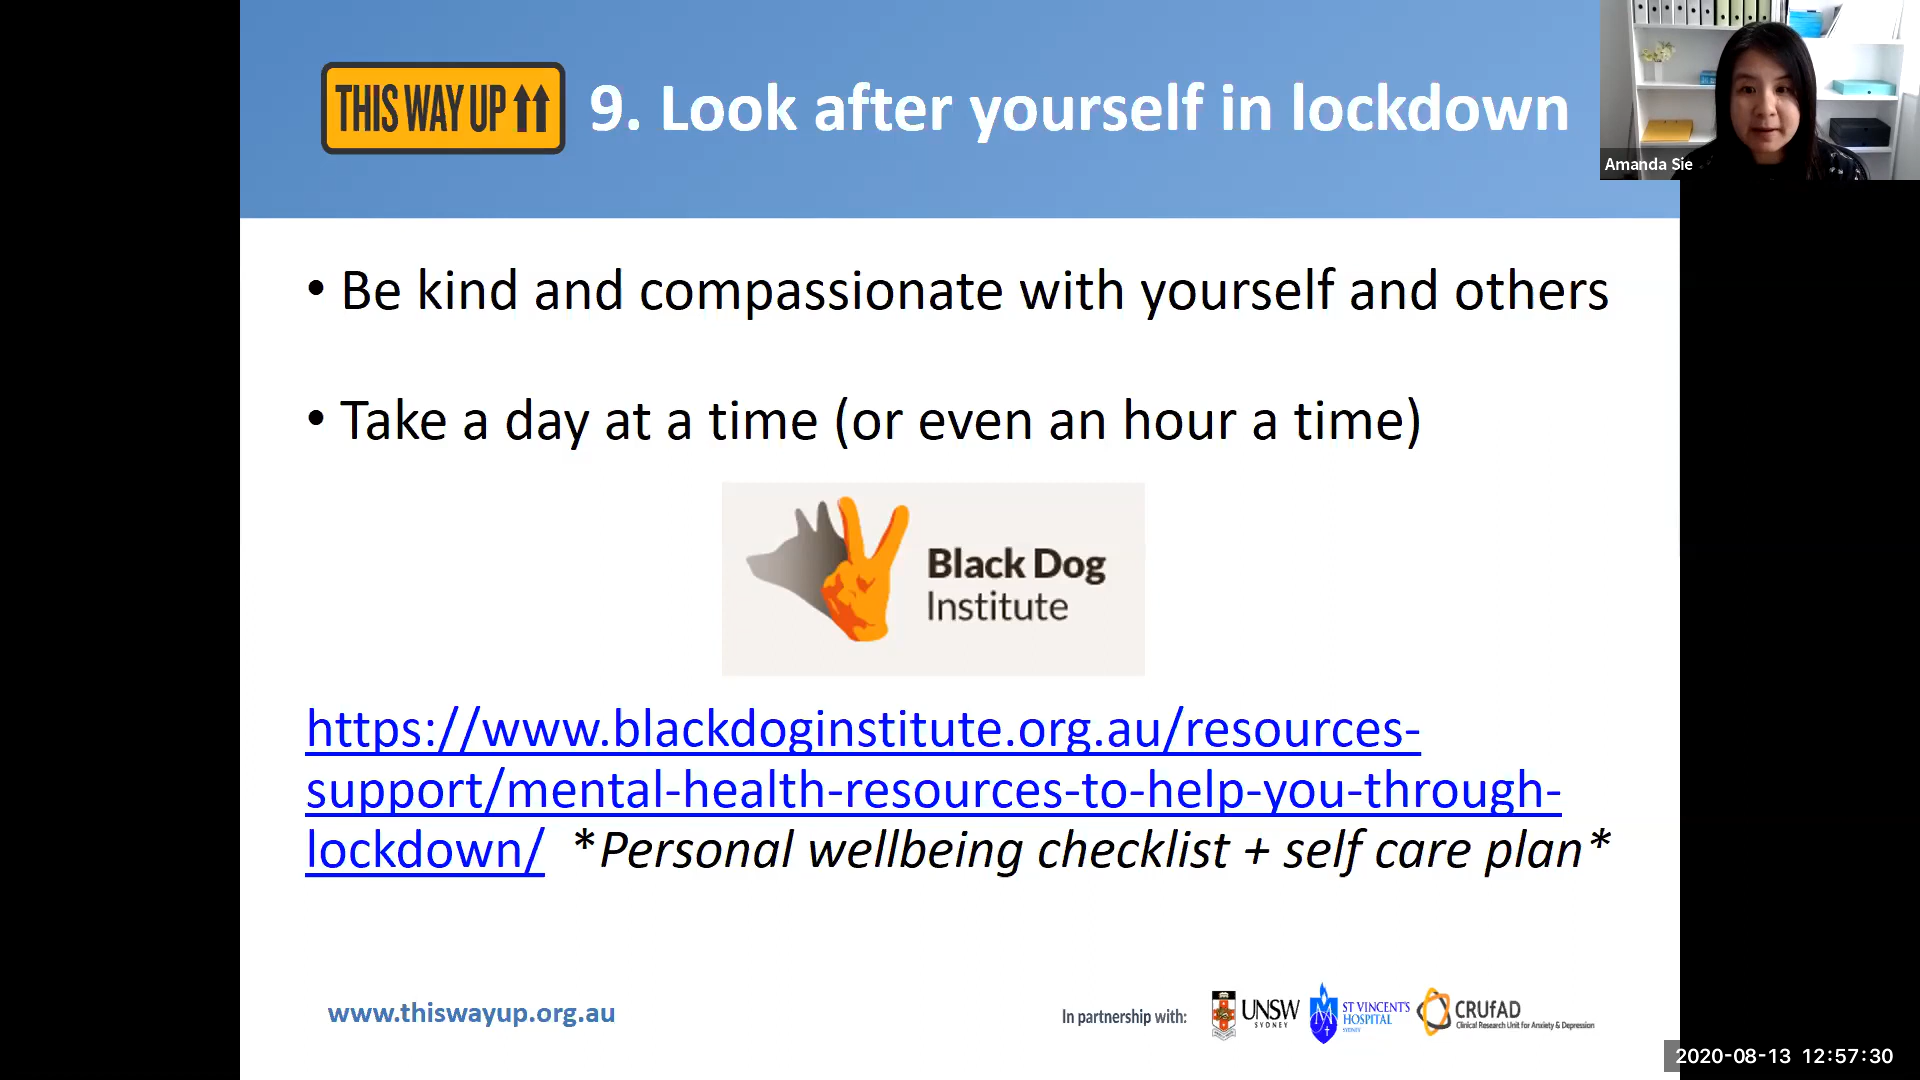 THIS WAY UP
9. Look after yourself in lockdown
Amanda Sie
• Be kind and compassionate with yourself and others
• Take a day at a time (or even an hour a time)
Black Dog
Institute
https://www.blackdoginstitute.org.au/resources-
support/mental-health-resources-to-help-you-through-
lockdown/ *Personal wellbeing checklist + self care plan*
www.thiswayup.org.au
In partnership with:
UNSW
SYDNEY
ST VINCENT'S
HOSPITAL
SYDNEY
CRUFAD
Clinical Research Unit for Anxiety & Depression
2020-08-13 12:57:30